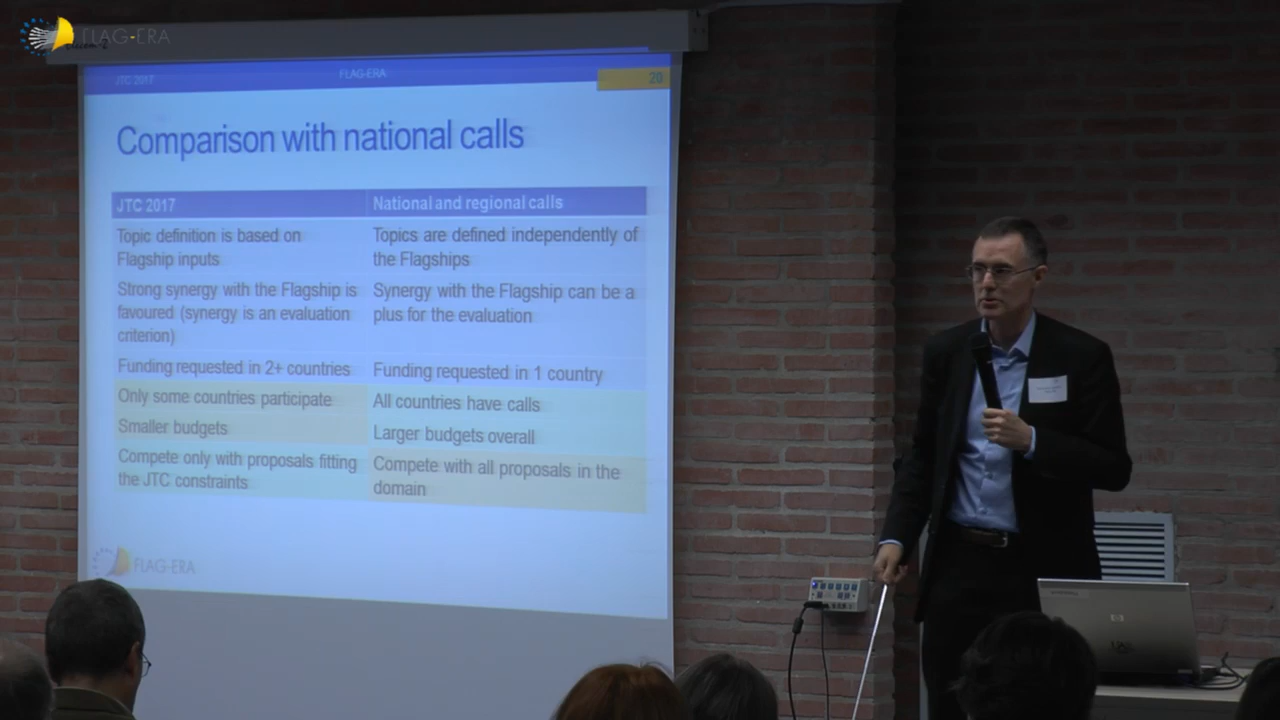 FLAG-ERA
JTC 2017
FLAG-ERA
20
Comparison with national calls
JTC 2017
National and regional calls
Topic definition is based on
Flagship inputs
Topics are defined independently of
the Flagships
Strong synergy with the Flagship is
favoured (synergy is an evaluation
criterion)
Synergy with the Flagship can be a
plus for the evaluation
Funding requested in 2+ countries
Funding requested in 1 country
Only some countries participate
All countries have calls
Smaller budgets
Larger budgets overall
Compete only with proposals fitting
the JTC constraints
Compete with all proposals in the
domain
FLAG-ERA
hp